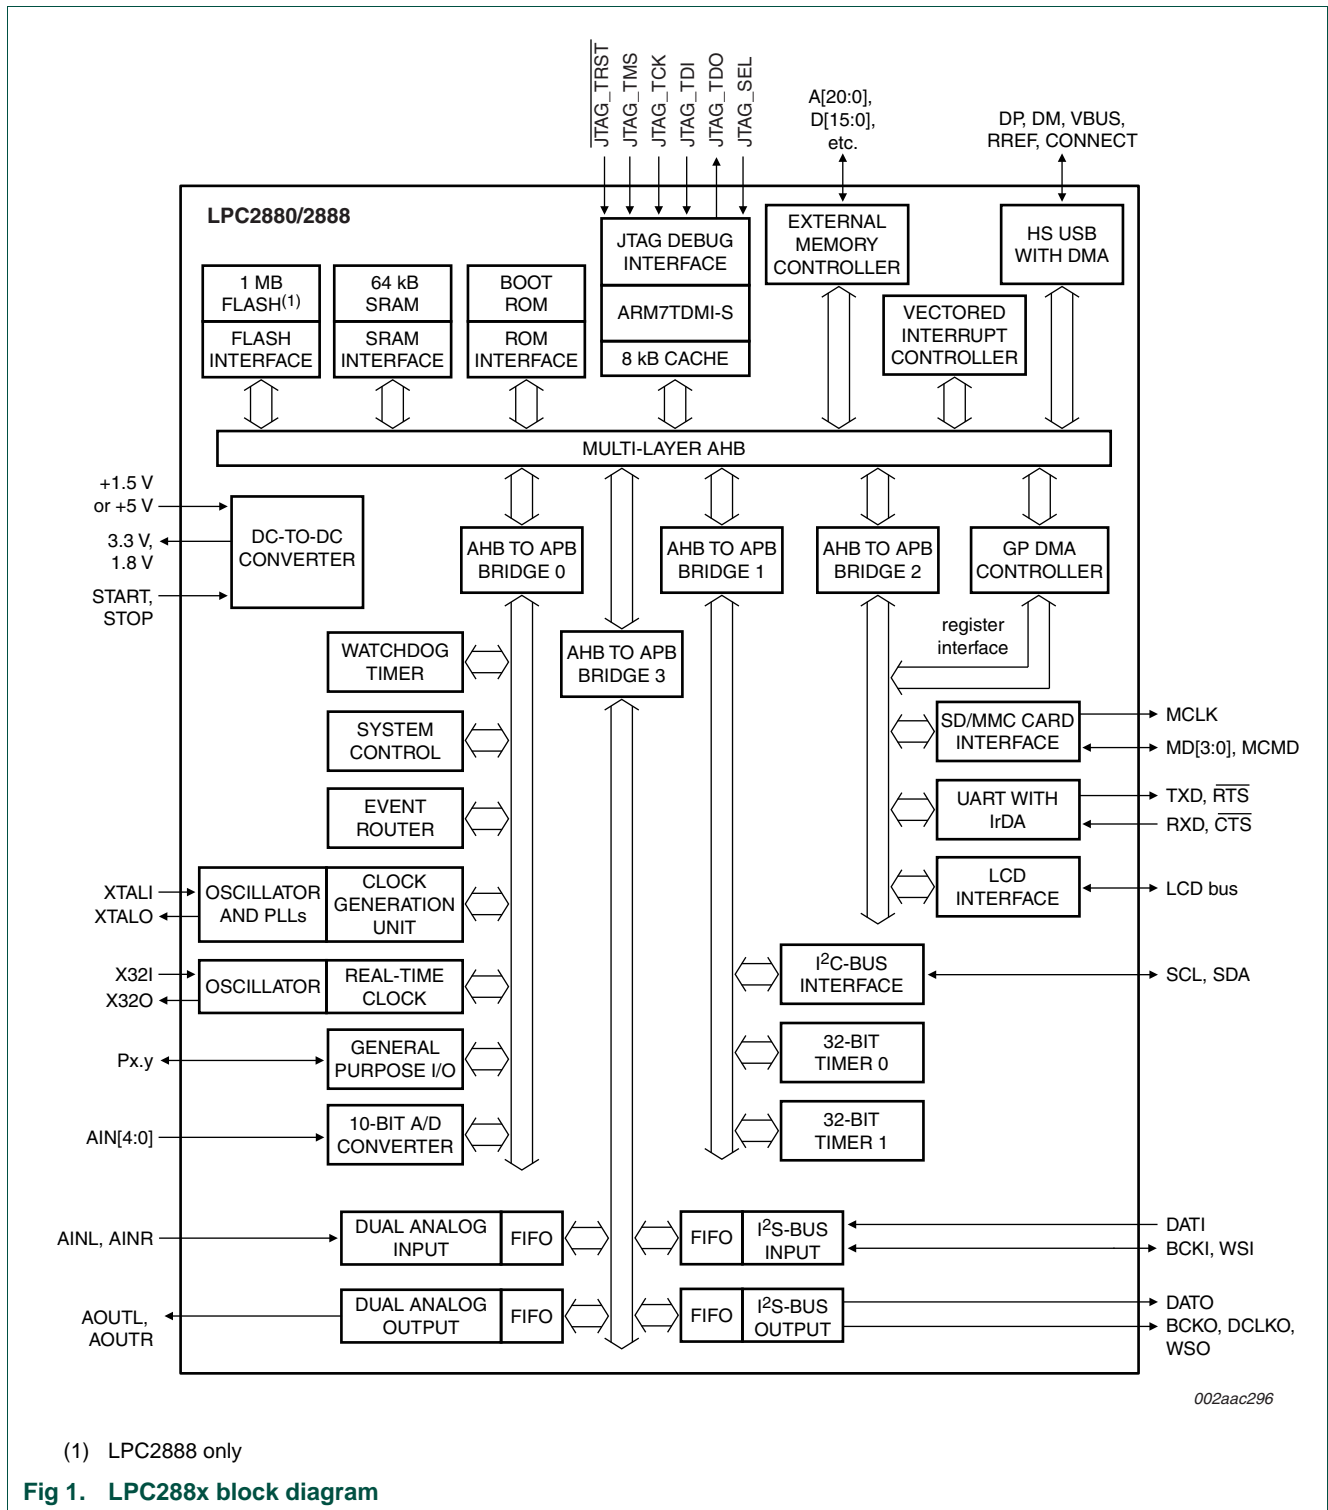 JTAG_TRST
JTAG_TMS
JTAG_TCK
JTAG_TDI
JTAG_TDO
JTAG_SEL
A[20:0],
D[15:0],
etc.
DP, DM, VBUS,
RREF, CONNECT
LPC2880/2888
JTAG DEBUG
INTERFACE
ARM7TDMI-S
8 kB CACHE
EXTERNAL
MEMORY
CONTROLLER
HS USB
WITH DMA
1 MB
FLASH(1)
FLASH
INTERFACE
64 kB
SRAM
SRAM
INTERFACE
BOOT
ROM
ROM
INTERFACE
VECTORED
INTERRUPT
CONTROLLER
MULTI-LAYER AHB
+1.5 V
or +5 V
3.3 V,
1.8 V
START,
STOP
DC-TO-DC
CONVERTER
AHB TO APB
BRIDGE 0
AHB TO APB
BRIDGE 1
AHB TO APB
BRIDGE 2
GP DMA
CONTROLLER
register
interface
WATCHDOG
TIMER
AHB TO APB
BRIDGE 3
SYSTEM
CONTROL
SD/MMC CARD
INTERFACE
MCLK
MD[3:0], MCMD
EVENT
ROUTER
UART WITH
IrDA
TXD, RTS
RXD, CTS
XTALI
XTALO
OSCILLATOR
AND PLLs
CLOCK
GENERATION
UNIT
LCD
INTERFACE
LCD bus
X32I
X32O
OSCILLATOR
REAL-TIME
CLOCK
I2C-BUS
INTERFACE
SCL, SDA
Px.y
GENERAL
PURPOSE I/O
32-BIT
TIMER 0
AIN[4:0]
10-BIT A/D
CONVERTER
32-BIT
TIMER 1
AINL, AINR
DUAL ANALOG
INPUT
FIFO
FIFO
I2S-BUS
INPUT
DATI
BCKI, WSI
AOUTL,
AOUTR
DUAL ANALOG
OUTPUT
FIFO
FIFO
I2S-BUS
OUTPUT
DATO
BCKO, DCLKO,
WSO
002aac296
(1) LPC2888 only
Fig 1. LPC288x block diagram